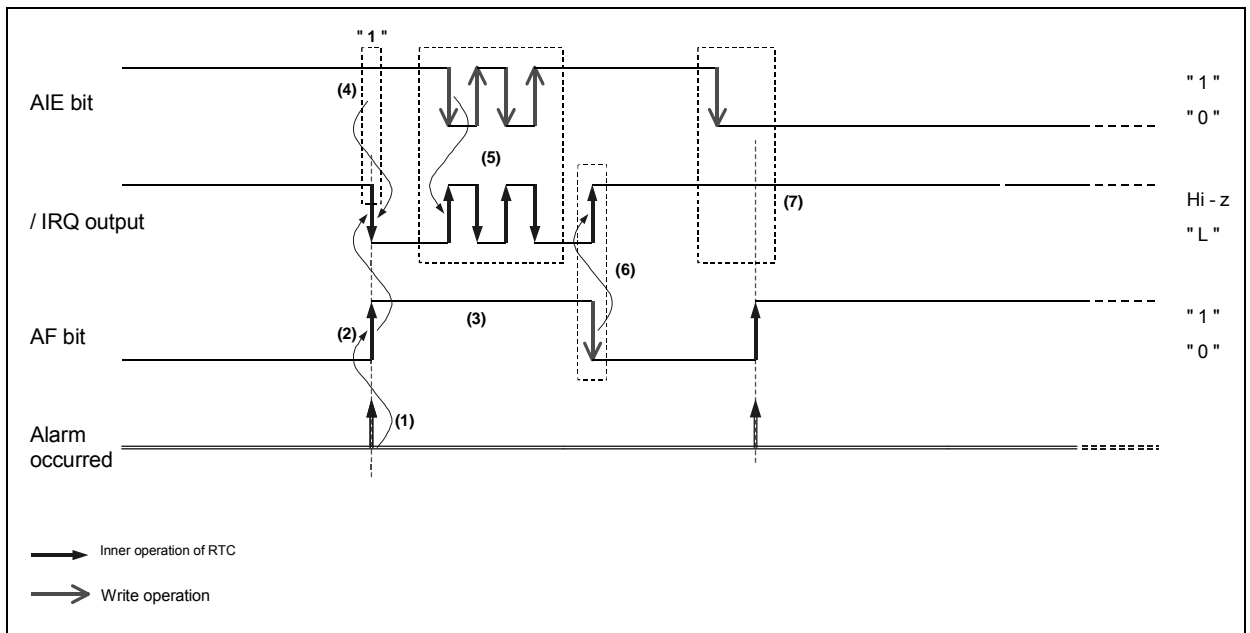 " 1 "
AIE bit
(4)
(5)
" 1 "
" 0 "
/ IRQ output
(7)
(6)
Hi - z
" L "
AF bit
(2)
(3)
" 1 "
" 0 "
(1)
Alarm
occurred
Inner operation of RTC
Write operation